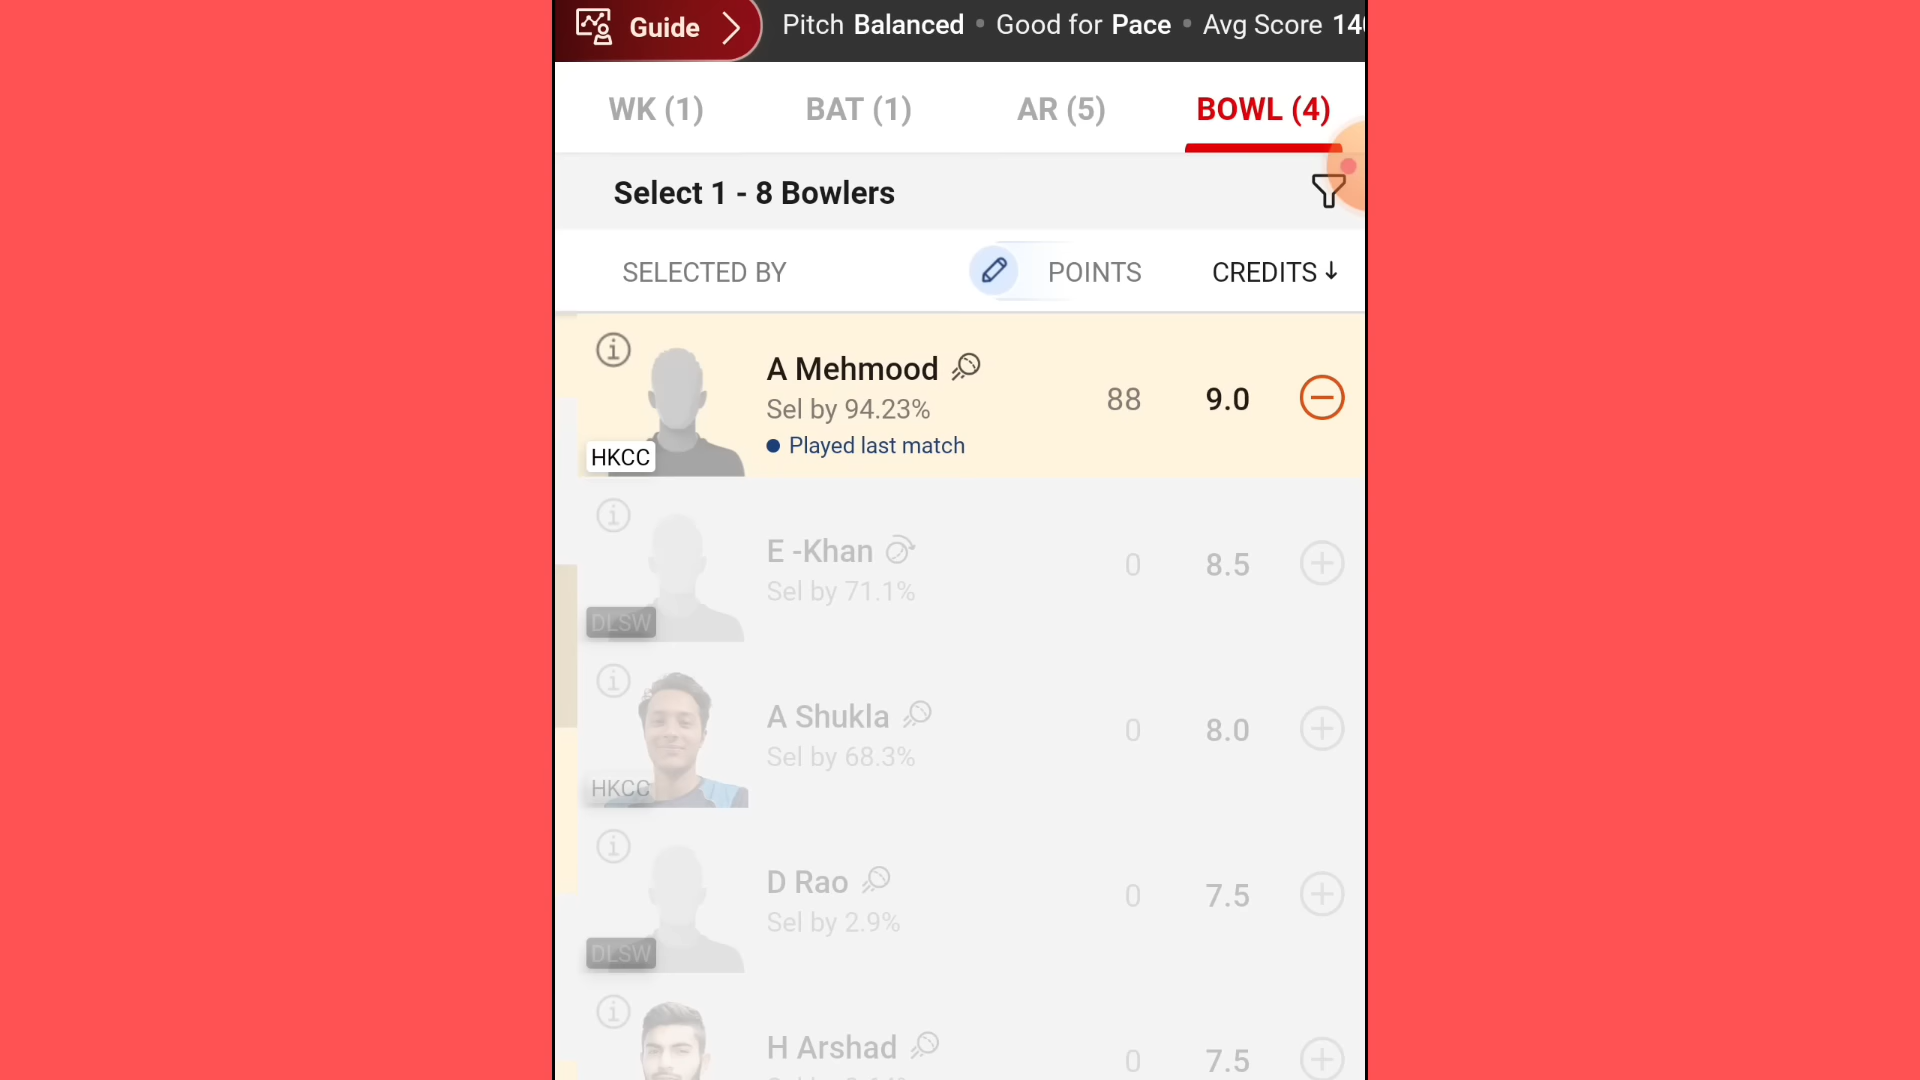 Guide
Pitch Balanced • Good for Pace • Avg Score 140
WK (1) BAT (1) AR (5) BOWL (4)
Select 1 - 8 Bowlers
SELECTED BY POINTS CREDITS ↓
A Mehmood
Sel by 94.23%
Played last match
HKCC
88 9.0
E -Khan
Sel by 71.1%
DLSW
0 8.5
A Shukla
Sel by 68.3%
HKCC
0 8.0
D Rao
Sel by 2.9%
DLSW
0 7.5
H Arshad
0 7.5